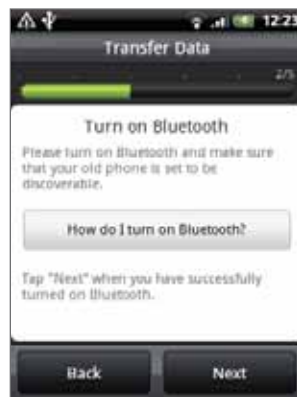 12:23
Transfer Data
2/5
Turn on Bluetooth
Please turn on Bluetooth and make sure
that your old phone is set to be
discoverable.
How do I turn on Bluetooth?
Tap "Next" when you have successfully
turned on Bluetooth.
Back Next